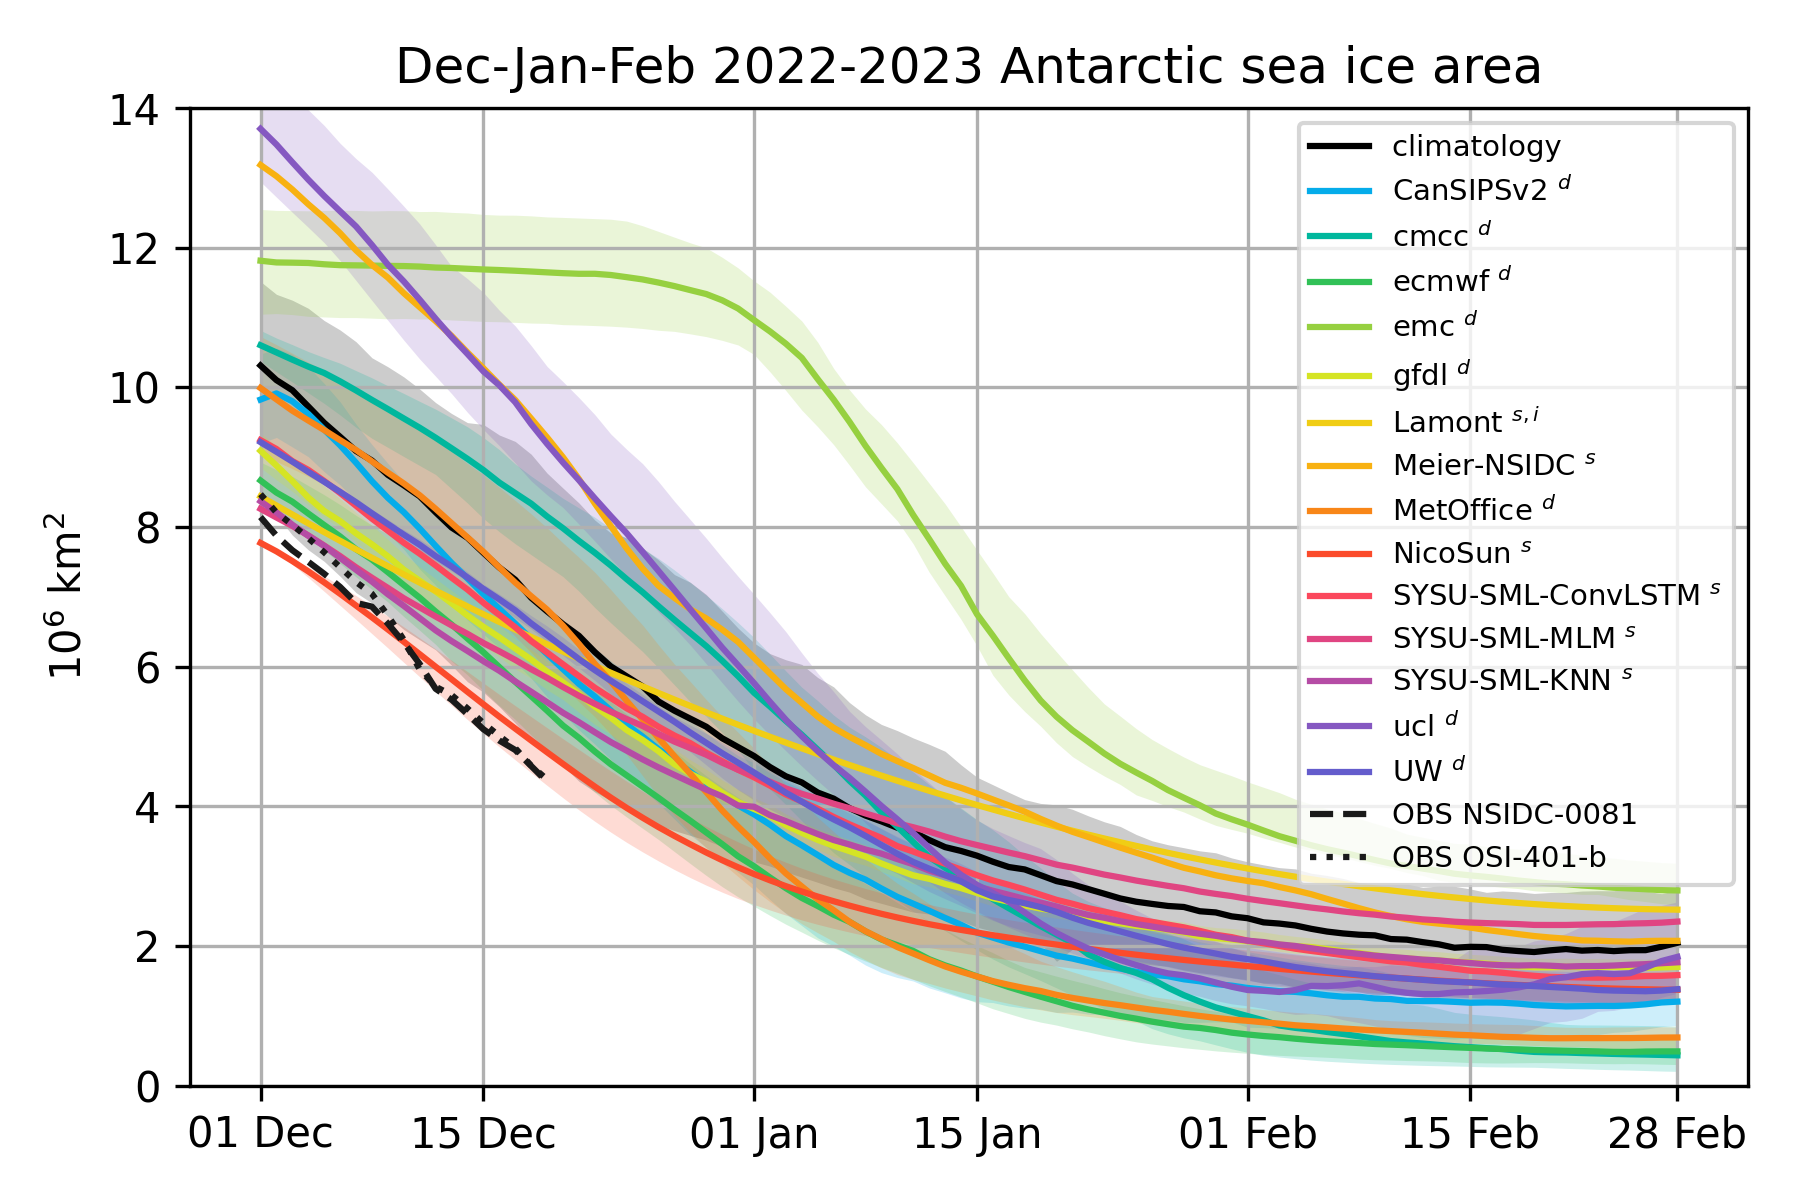 Dec-Jan-Feb 2022-2023 Antarctic sea ice area
10⁶ km²
14
12
10
8
6
4
2
0
01 Dec
15 Dec
01 Jan
15 Jan
01 Feb
15 Feb
28 Feb
climatology
CanSIPSv2 ᵈ
cmcc ᵈ
ecmwf ᵈ
emc ᵈ
gfdl ᵈ
Lamont ˢ,ⁱ
Meier-NSIDC ˢ
MetOffice ᵈ
NicoSun ˢ
SYSU-SML-ConvLSTM ˢ
SYSU-SML-MLM ˢ
SYSU-SML-KNN ˢ
ucl ᵈ
UW ᵈ
OBS NSIDC-0081
OBS OSI-401-b